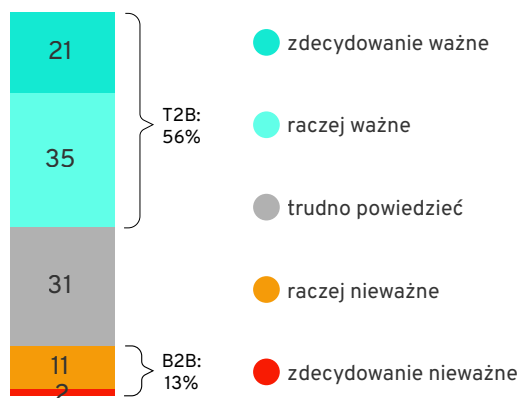 21
35
31
11
2
T2B:
56%
B2B:
13%
zdecydowanie ważne
raczej ważne
trudno powiedzieć
raczej nieważne
zdecydowanie nieważne